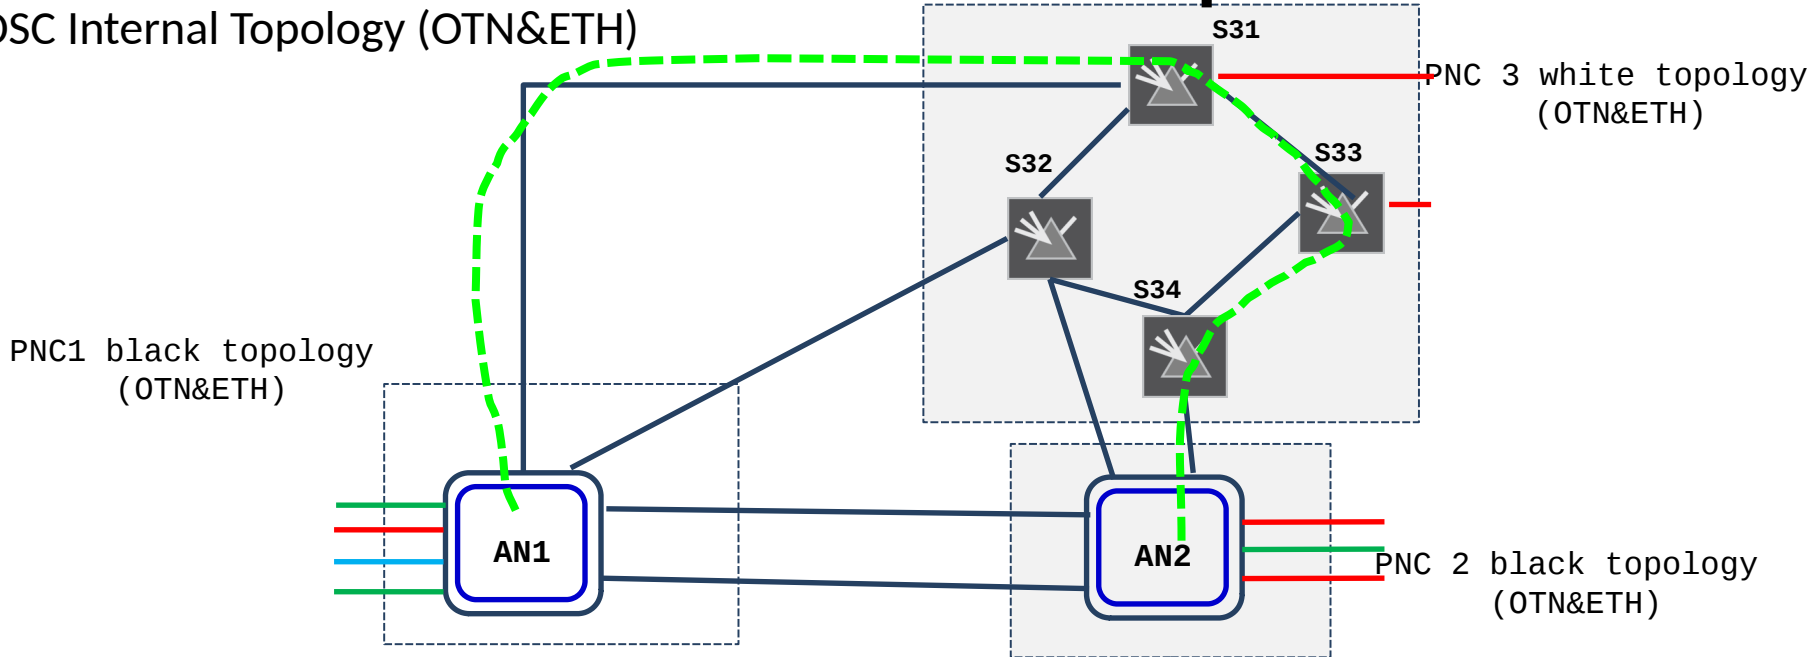 OSC Internal Topology (OTN&ETH)
S31
PNC 3 white topology
(OTN&ETH)
S33
S32
S34
PNC1 black topology
(OTN&ETH)
AN1
AN2
PNC 2 black topology
(OTN&ETH)